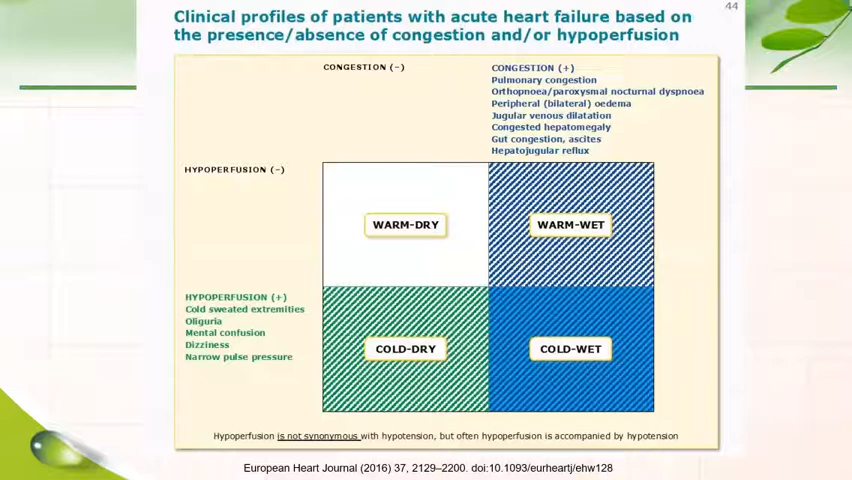 44
Clinical profiles of patients with acute heart failure based on
the presence/absence of congestion and/or hypoperfusion
CONGESTION (-)
CONGESTION (+)
Pulmonary congestion
Orthopnoea/paroxysmal nocturnal dyspnoea
Peripheral (bilateral) oedema
Jugular venous dilatation
Congested hepatomegaly
Gut congestion, ascites
Hepatojugular reflux
HYPOPERFUSION (-)
WARM-DRY
WARM-WET
HYPOPERFUSION (+)
Cold sweated extremities
Oliguria
Mental confusion
Dizziness
Narrow pulse pressure
COLD-DRY
COLD-WET
Hypoperfusion is not synonymous with hypotension, but often hypoperfusion is accompanied by hypotension
European Heart Journal (2016) 37, 2129–2200. doi:10.1093/eurheartj/ehw128